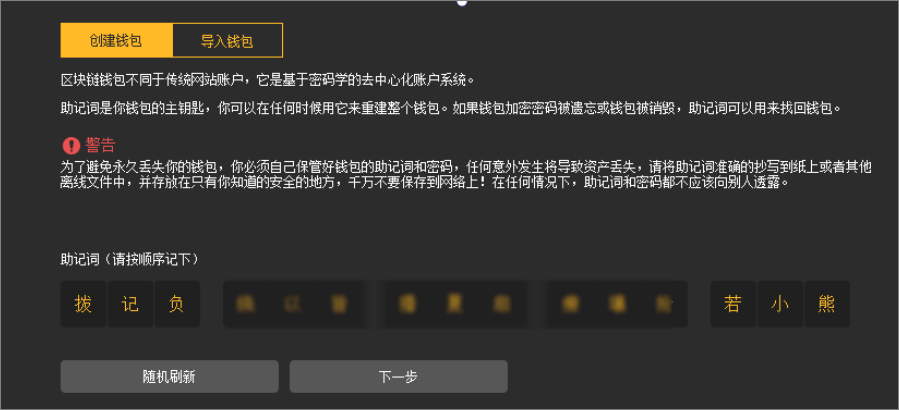 创建钱包 导入钱包
区块链钱包不同于传统网站账户，它是基于密码学的去中心化账户系统。
助记词是你钱包的主钥匙，你可以在任何时候用它来重建整个钱包。如果钱包加密密码被遗忘或钱包被销毁，助记词可以用来找回钱包。
警告
为了避免永久丢失你的钱包，你必须自己保管好钱包的助记词和密码，任何意外发生将导致资产丢失，请将助记词准确的抄写到纸上或者其他
离线文件中，并存放在只有你知道的安全的地方，千万不要保存到网络上！在任何情况下，助记词和密码都不应该向别人透露。
助记词（请按顺序记下）
拨 记 负 若 小 熊
随机刷新 下一步